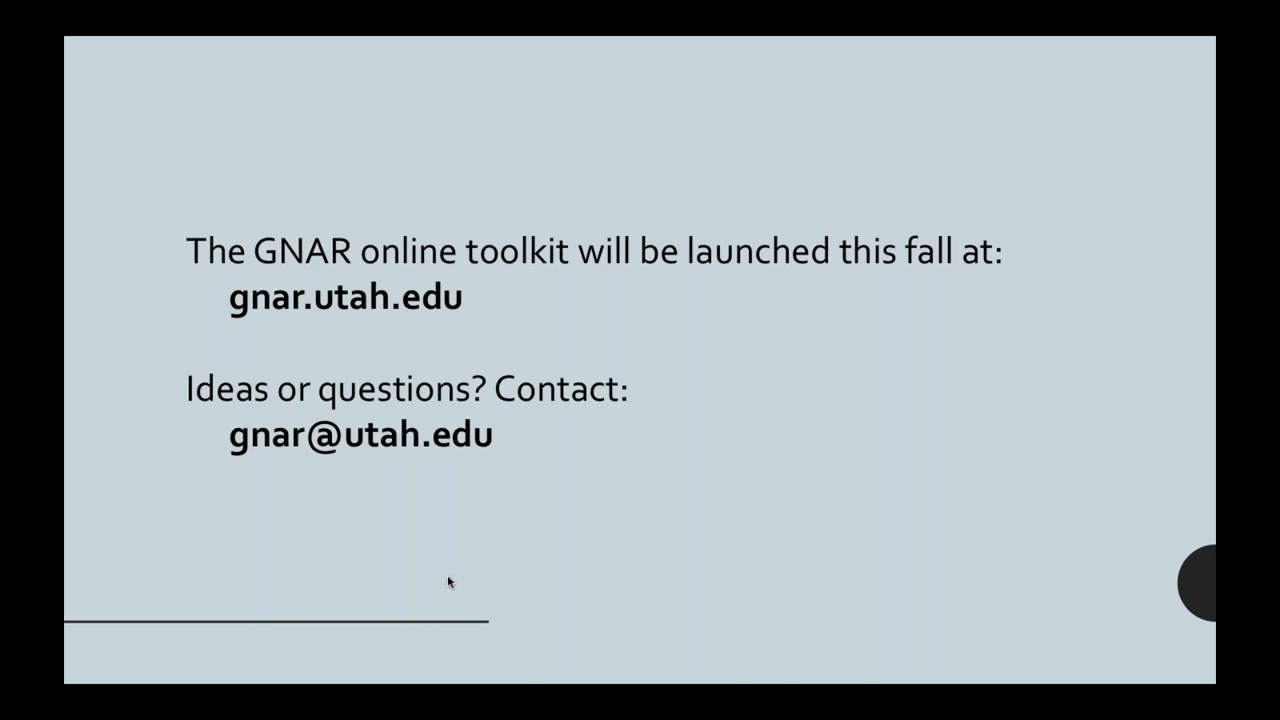 The GNAR online toolkit will be launched this fall at:
gnar.utah.edu
Ideas or questions? Contact:
gnar@utah.edu